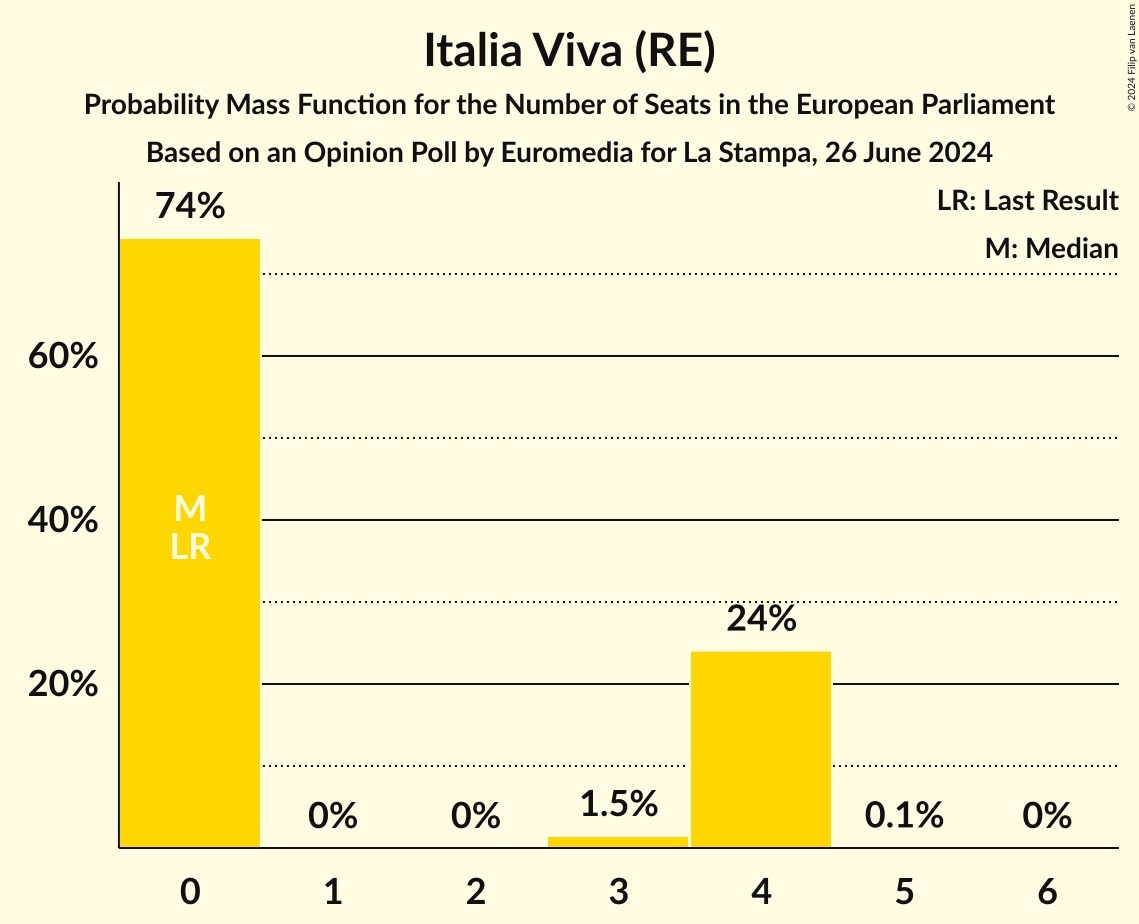 Italia Viva (RE)
Probability Mass Function for the Number of Seats in the European Parliament
Based on an Opinion Poll by Euromedia for La Stampa, 26 June 2024
© 2024 Filip van Laenen
LR: Last Result
M: Median
74%
60%
40%
20%
M
LR
0%
0%
1.5%
24%
0.1%
0%
0 1 2 3 4 5 6